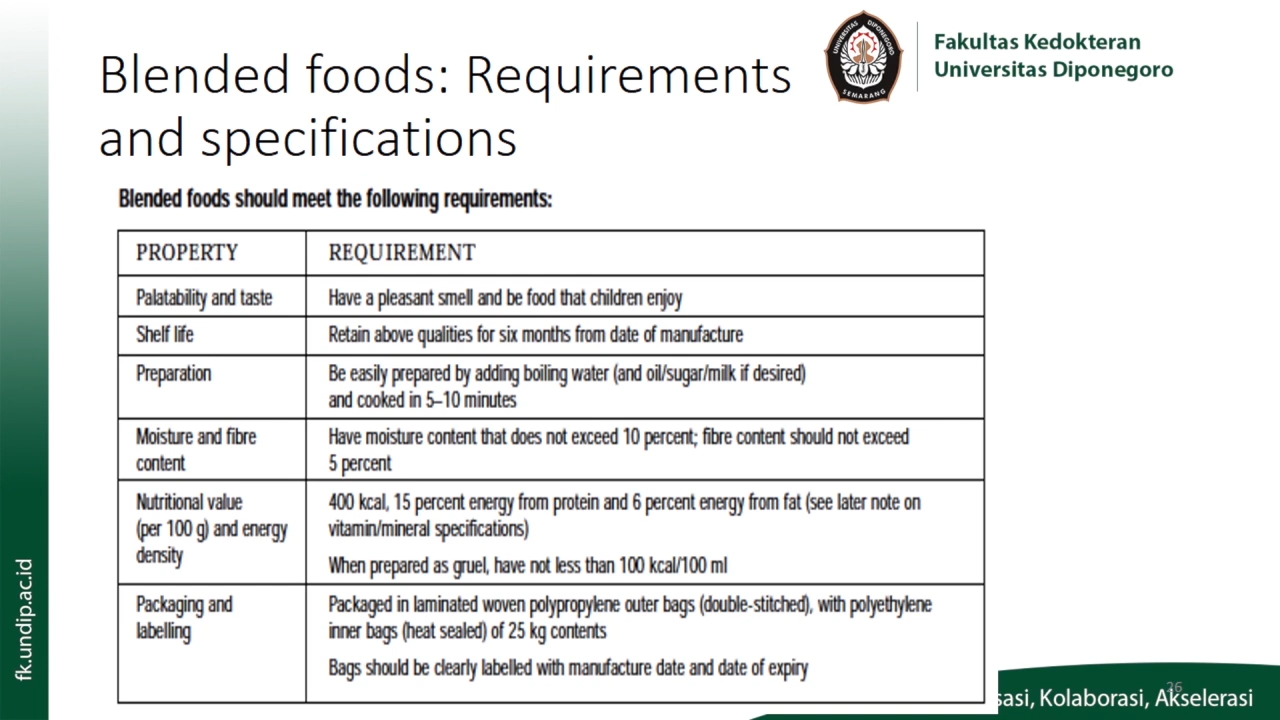 Blended foods: Requirements
and specifications
UNIVERSITAS DIPONEGORO
SEMARANG
Fakultas Kedokteran
Universitas Diponegoro
Blended foods should meet the following requirements:
PROPERTY
REQUIREMENT
Palatability and taste
Have a pleasant smell and be food that children enjoy
Shelf life
Retain above qualities for six months from date of manufacture
Preparation
Be easily prepared by adding boiling water (and oil/sugar/milk if desired)
and cooked in 5–10 minutes
Moisture and fibre
content
Have moisture content that does not exceed 10 percent; fibre content should not exceed
5 percent
Nutritional value
(per 100 g) and energy
density
400 kcal, 15 percent energy from protein and 6 percent energy from fat (see later note on
vitamin/mineral specifications)
When prepared as gruel, have not less than 100 kcal/100 ml
Packaging and
labelling
Packaged in laminated woven polypropylene outer bags (double-stitched), with polyethylene
inner bags (heat sealed) of 25 kg contents
Bags should be clearly labelled with manufacture date and date of expiry
fk.undip.ac.id
26
sasi, Kolaborasi, Akselerasi